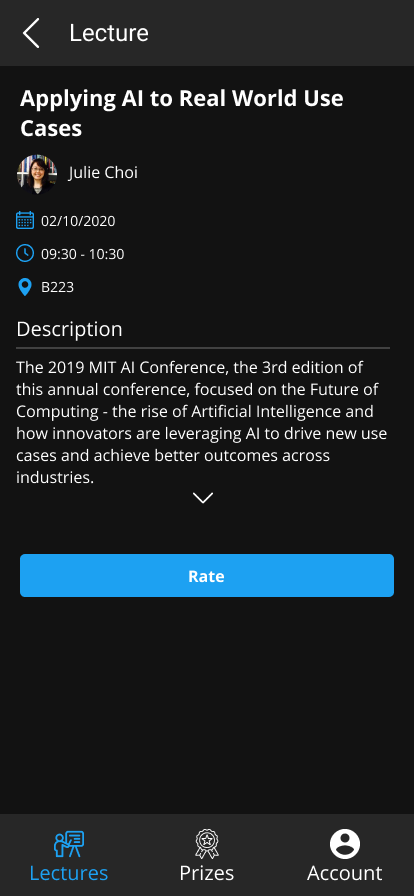 Lecture
Applying AI to Real World Use
Cases
Julie Choi
02/10/2020
09:30 - 10:30
B223
Description
The 2019 MIT AI Conference, the 3rd edition of
this annual conference, focused on the Future of
Computing - the rise of Artificial Intelligence and
how innovators are leveraging AI to drive new use
cases and achieve better outcomes across
industries.
Rate
Lectures
Prizes
Account